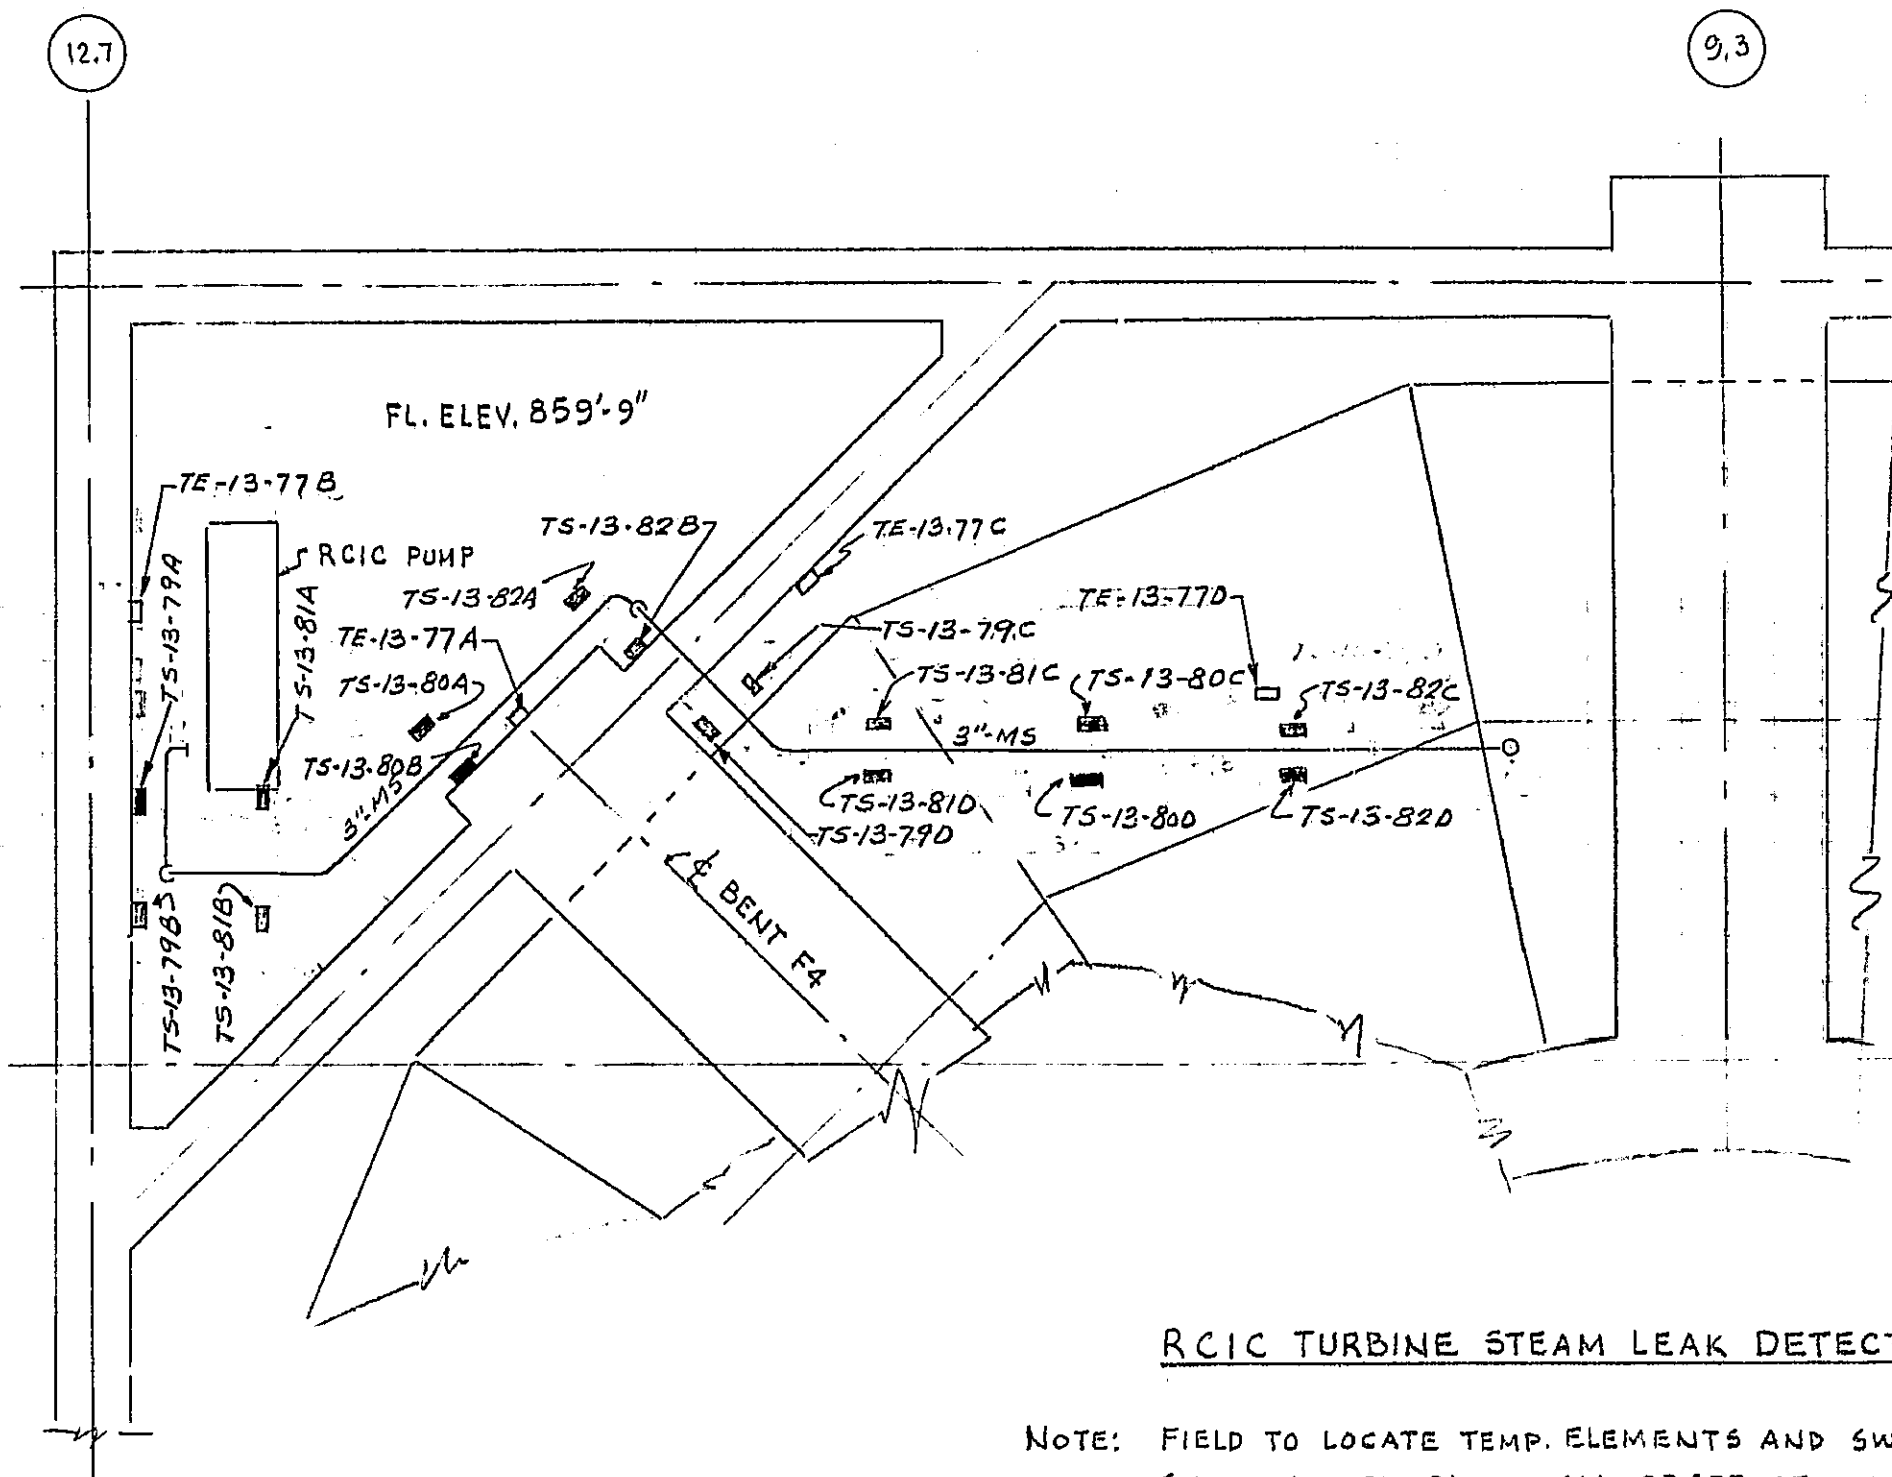 12.7
9.3
FL. ELEV. 859'-9"
TE-13-77B
TS-13-82B
TE-13-77C
RCIC PUMP
TS-13-79A
TS-13-81A
TS-13-82A
TE-13-77D
TE-13-77A
TS-13-79C
TS-13-80A
TS-13-81C
TS-13-80C
TS-13-82C
3"-MS
TS-13-80B
3"-MS
TS-13-81D
TS-13-80D
TS-13-82D
TS-13-79D
TS-13-79B
TS-13-81B
℄ BENT F4
RCIC TURBINE STEAM LEAK DETECT
NOTE: FIELD TO LOCATE TEMP. ELEMENTS AND SW